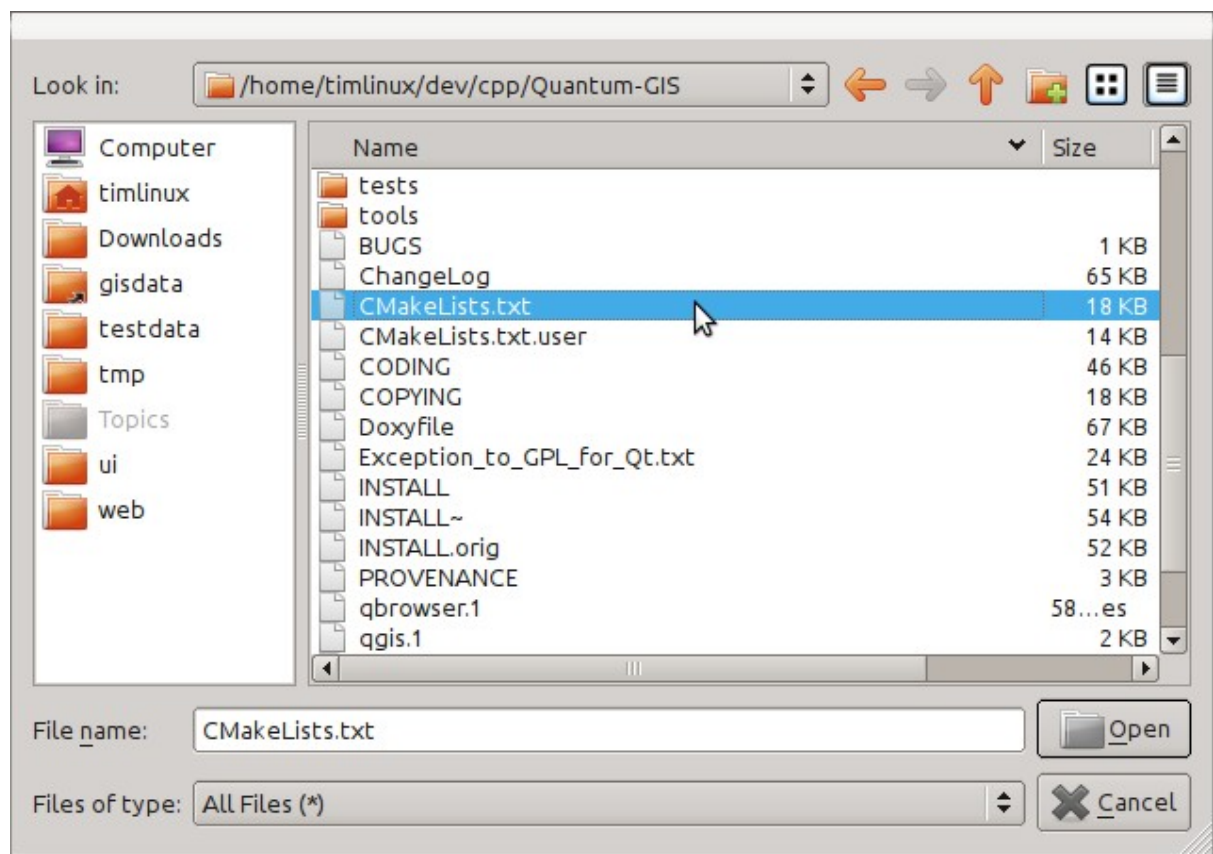 Look in: /home/timlinux/dev/cpp/Quantum-GIS
Computer
timlinux
Downloads
gisdata
testdata
tmp
Topics
ui
web
Name Size
tests
tools
BUGS 1 KB
ChangeLog 65 KB
CMakeLists.txt 18 KB
CMakeLists.txt.user 14 KB
CODING 46 KB
COPYING 18 KB
Doxyfile 67 KB
Exception_to_GPL_for_Qt.txt 24 KB
INSTALL 51 KB
INSTALL~ 54 KB
INSTALL.orig 52 KB
PROVENANCE 3 KB
qbrowser.1 58...es
qgis.1 2 KB
File name: CMakeLists.txt Open
Files of type: All Files (*) Cancel